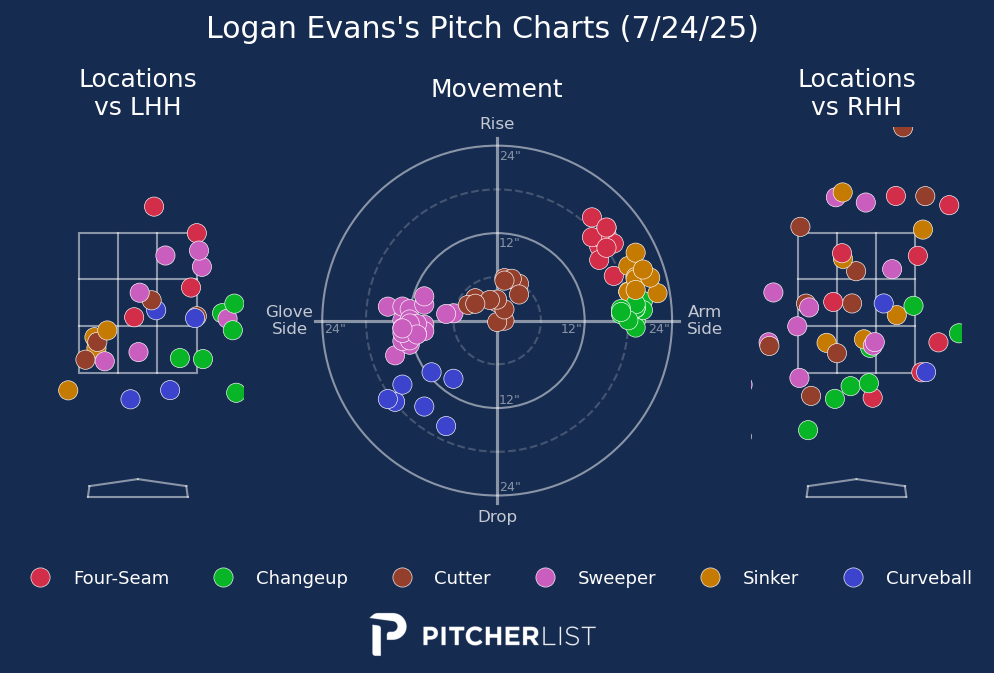 Logan Evans's Pitch Charts (7/24/25)
Locations
vs LHH
Movement
Locations
vs RHH
Rise
24"
12"
Glove
Side
24"
12"
24"
Arm
Side
12"
24"
Drop
Four-Seam
Changeup
Cutter
Sweeper
Sinker
Curveball
PITCHERLIST